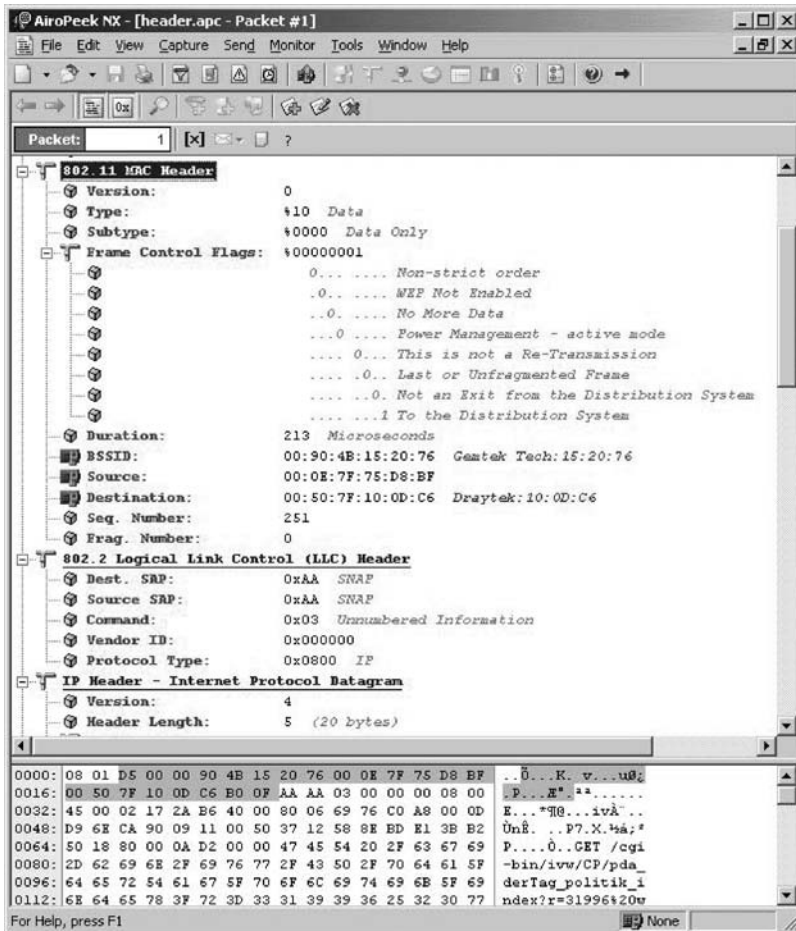 AiroPeek NX - [header.apc - Packet #1]
File Edit View Capture Send Monitor Tools Window Help
0x
Packet: 1 [x] ?
802.11 MAC Header
Version: 0
Type: %10 Data
Subtype: %0000 Data Only
Frame Control Flags: %00000001
0... .... Non-strict order
.0.. .... WEP Not Enabled
..0. .... No More Data
...0 .... Power Management - active mode
.... 0... This is not a Re-Transmission
.... .0.. Last or Unfragmented Frame
.... ..0. Not an Exit from the Distribution System
.... ...1 To the Distribution System
Duration: 213 Microseconds
BSSID: 00:90:4B:15:20:76 Gemtek Tech:15:20:76
Source: 00:0E:7F:75:D8:BF
Destination: 00:50:7F:10:0D:C6 Draytek:10:0D:C6
Seq. Number: 251
Frag. Number: 0
802.2 Logical Link Control (LLC) Header
Dest. SAP: 0xAA SNAP
Source SAP: 0xAA SNAP
Command: 0x03 Unnumbered Information
Vendor ID: 0x000000
Protocol Type: 0x0800 IP
IP Header - Internet Protocol Datagram
Version: 4
Header Length: 5 (20 bytes)
0000: 08 01 D5 00 00 90 4B 15 20 76 00 0E 7F 75 D8 BF ..Õ...K. v...uØ¿
0016: 00 50 7F 10 0D C6 B0 0F AA AA 03 00 00 00 08 00 .P...Æ°.ªª......
0032: 45 00 02 17 2A B6 40 00 80 06 69 76 C0 A8 00 0D E...*¶@...ivÀ¨..
0048: D9 6E CA 90 09 11 00 50 37 12 58 8E BD E1 3B B2 ÙnÊ. ..P7.X.½á;²
0064: 50 18 80 00 0A D2 00 00 47 45 54 20 2F 63 67 69 P....Ò..GET /cgi
0080: 2D 62 69 6E 2F 69 76 77 2F 43 50 2F 70 64 61 5F -bin/ivw/CP/pda_
0096: 64 65 72 54 61 67 5F 70 6F 6C 69 74 69 6B 5F 69 derTag_politik_i
0112: 6E 64 65 78 3F 72 3D 33 31 39 39 36 25 32 30 77 ndex?r=31996%20w
For Help, press F1 None